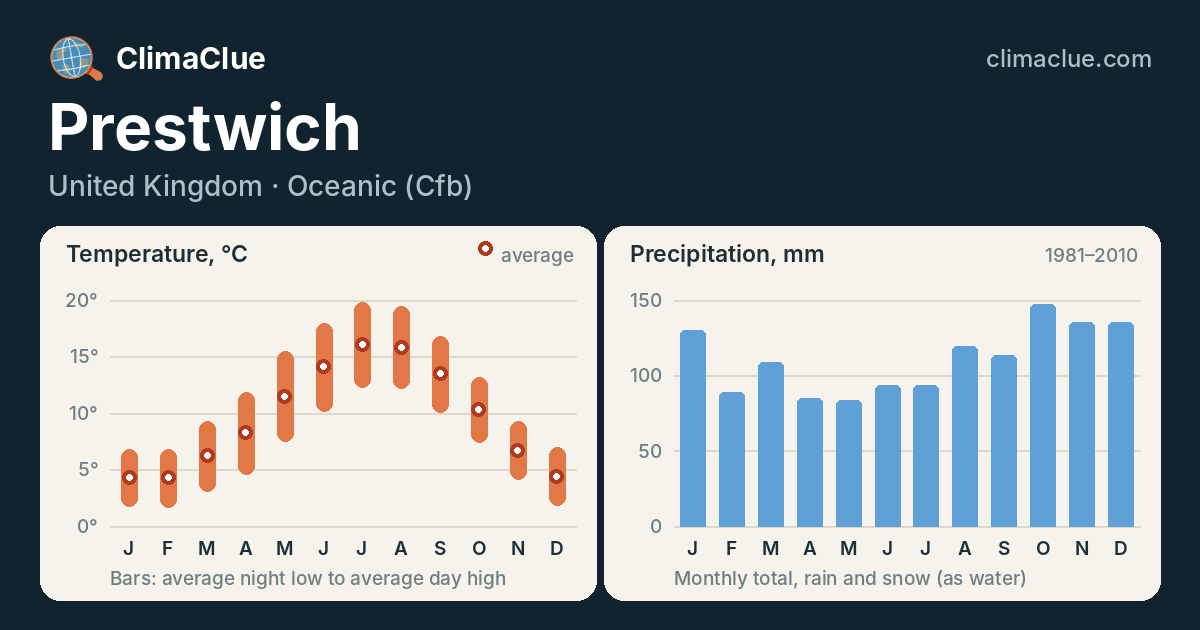 ClimaClue
climaclue.com
Prestwich
United Kingdom · Oceanic (Cfb)
Temperature, °C
average
20°
15°
10°
5°
0°
J F M A M J J A S O N D
Bars: average night low to average day high
Precipitation, mm
1981–2010
150
100
50
0
J F M A M J J A S O N D
Monthly total, rain and snow (as water)